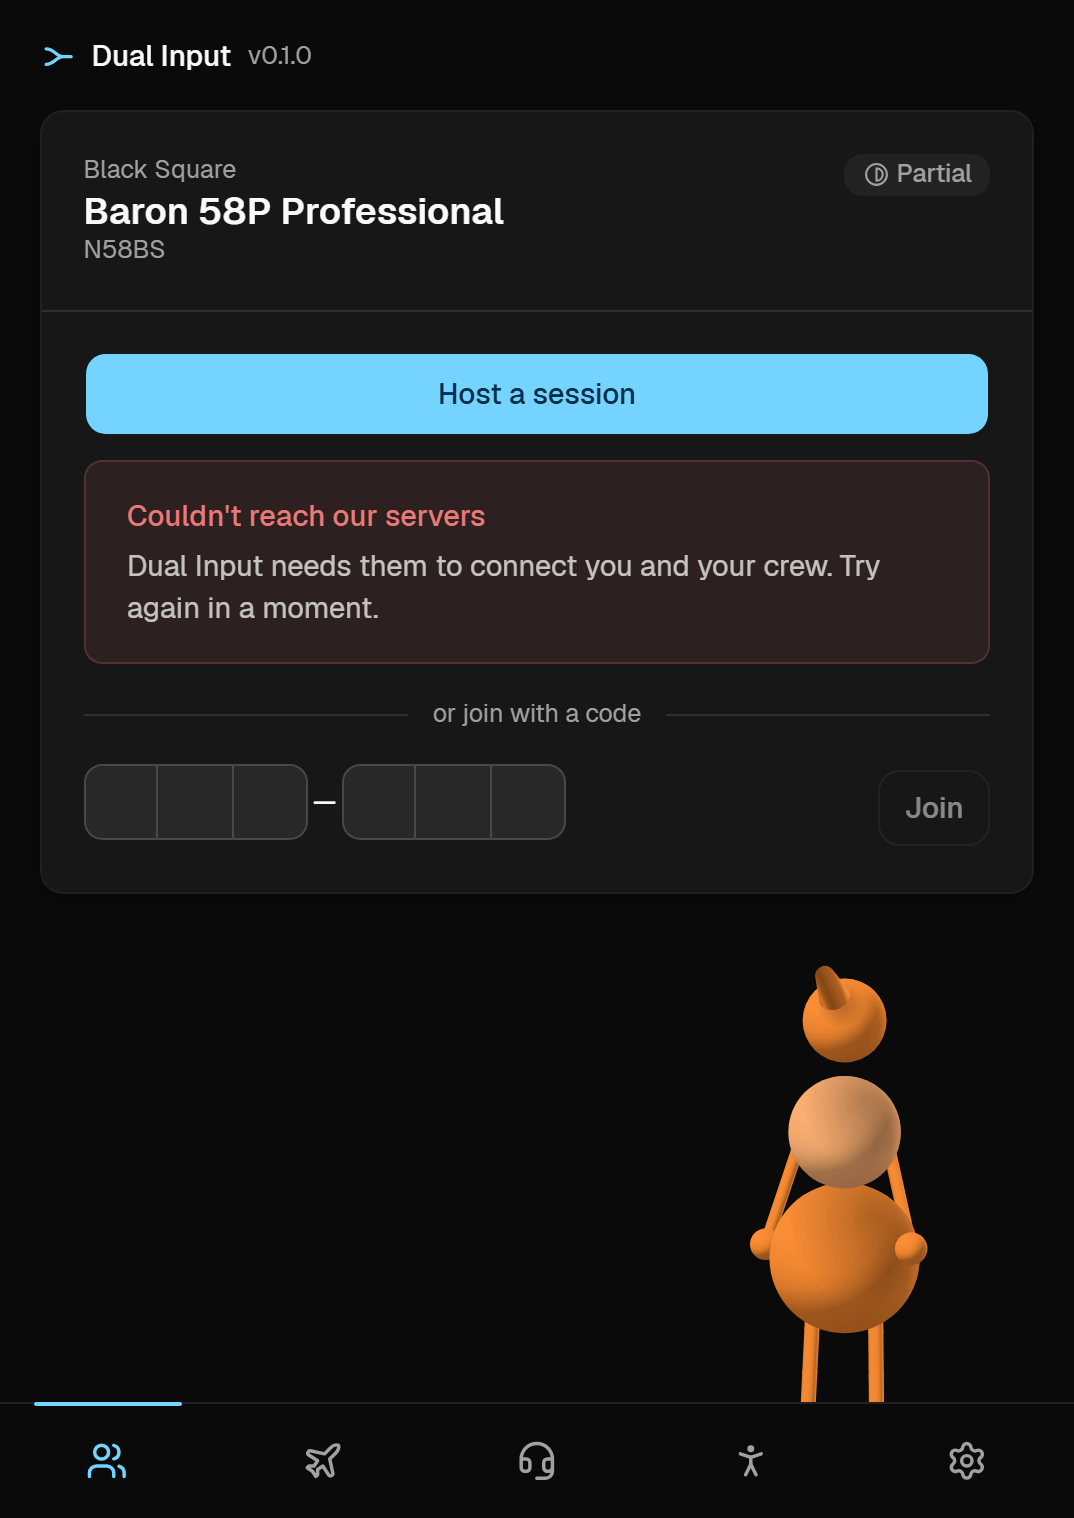 Dual Input v0.1.0
Black Square
Partial
Baron 58P Professional
N58BS
Host a session
Couldn't reach our servers
Dual Input needs them to connect you and your crew. Try
again in a moment.
or join with a code
–
Join